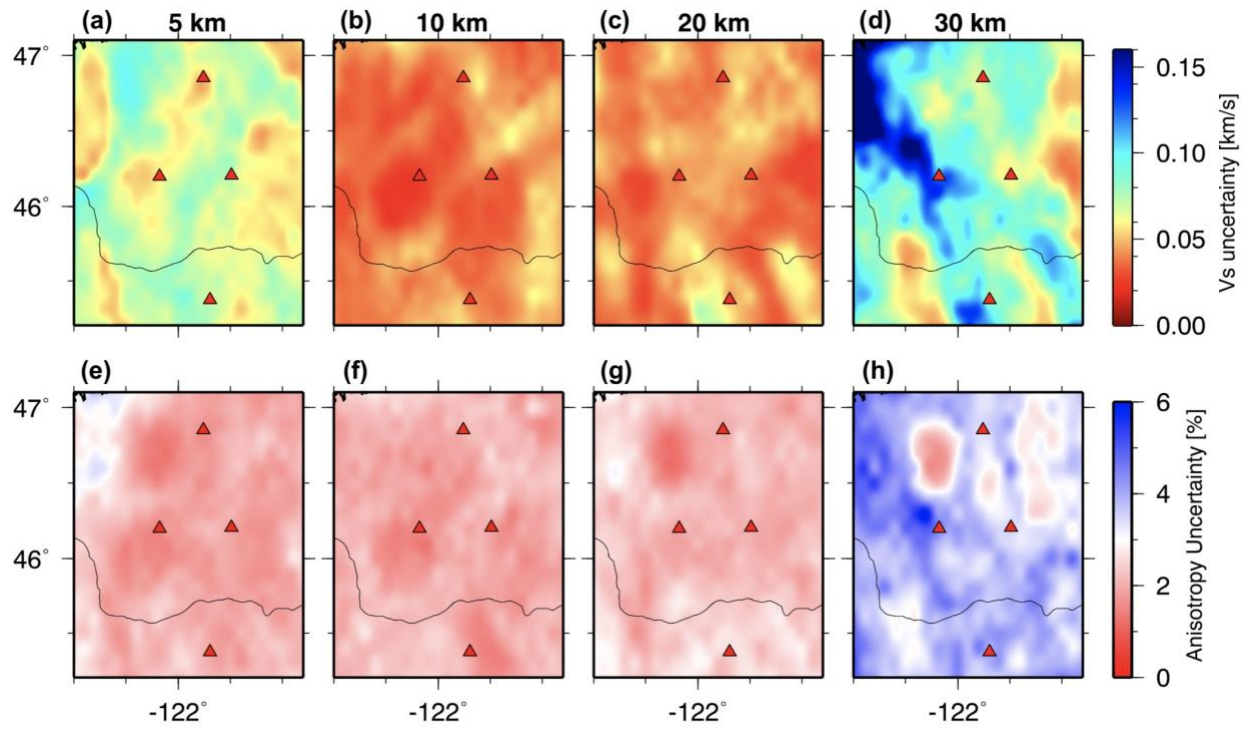 (a) 5 km (b) 10 km (c) 20 km (d) 30 km
47°
46°
0.15
0.10
0.05
0.00
Vs uncertainty [km/s]
(e) (f) (g) (h)
47°
46°
6
4
2
0
Anisotropy Uncertainty [%]
-122° -122° -122° -122°